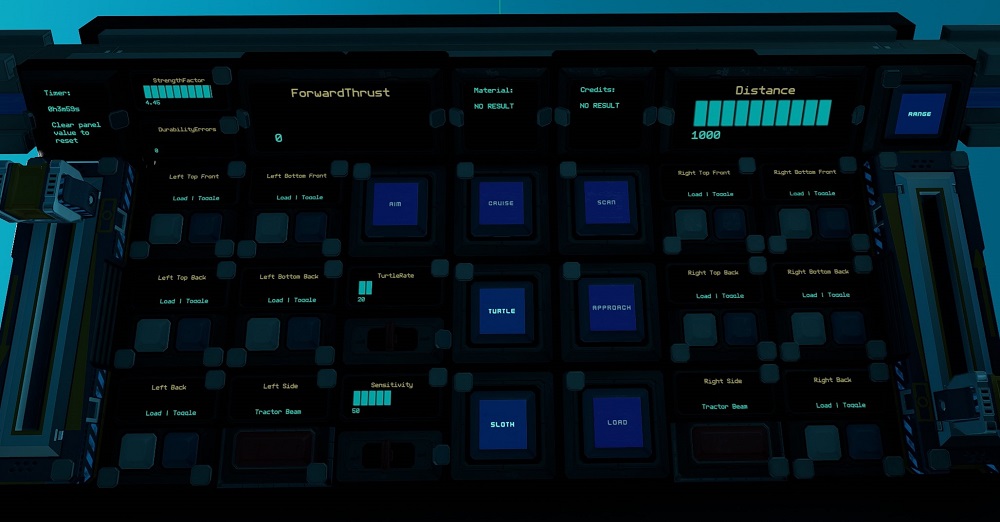 Timer:
0h3m59s
Clear panel
value to
reset
StrengthFactor
4.45
DurabilityErrors
ForwardThrust
0
Material:
NO RESULT
Credits:
NO RESULT
Distance
1000
RANGE
Left Top Front
Load | Toggle
Left Bottom Front
Load | Toggle
AIM
CRUISE
SCAN
Right Top Front
Load | Toggle
Right Bottom Front
Load | Toggle
Left Top Back
Load | Toggle
Left Bottom Back
Load | Toggle
TurtleRate
20
TURTLE
APPROACH
Right Top Back
Load | Toggle
Right Bottom Back
Load | Toggle
Left Back
Load | Toggle
Left Side
Tractor Beam
Sensitivity
50
SLOTH
LOAD
Right Side
Tractor Beam
Right Back
Load | Toggle